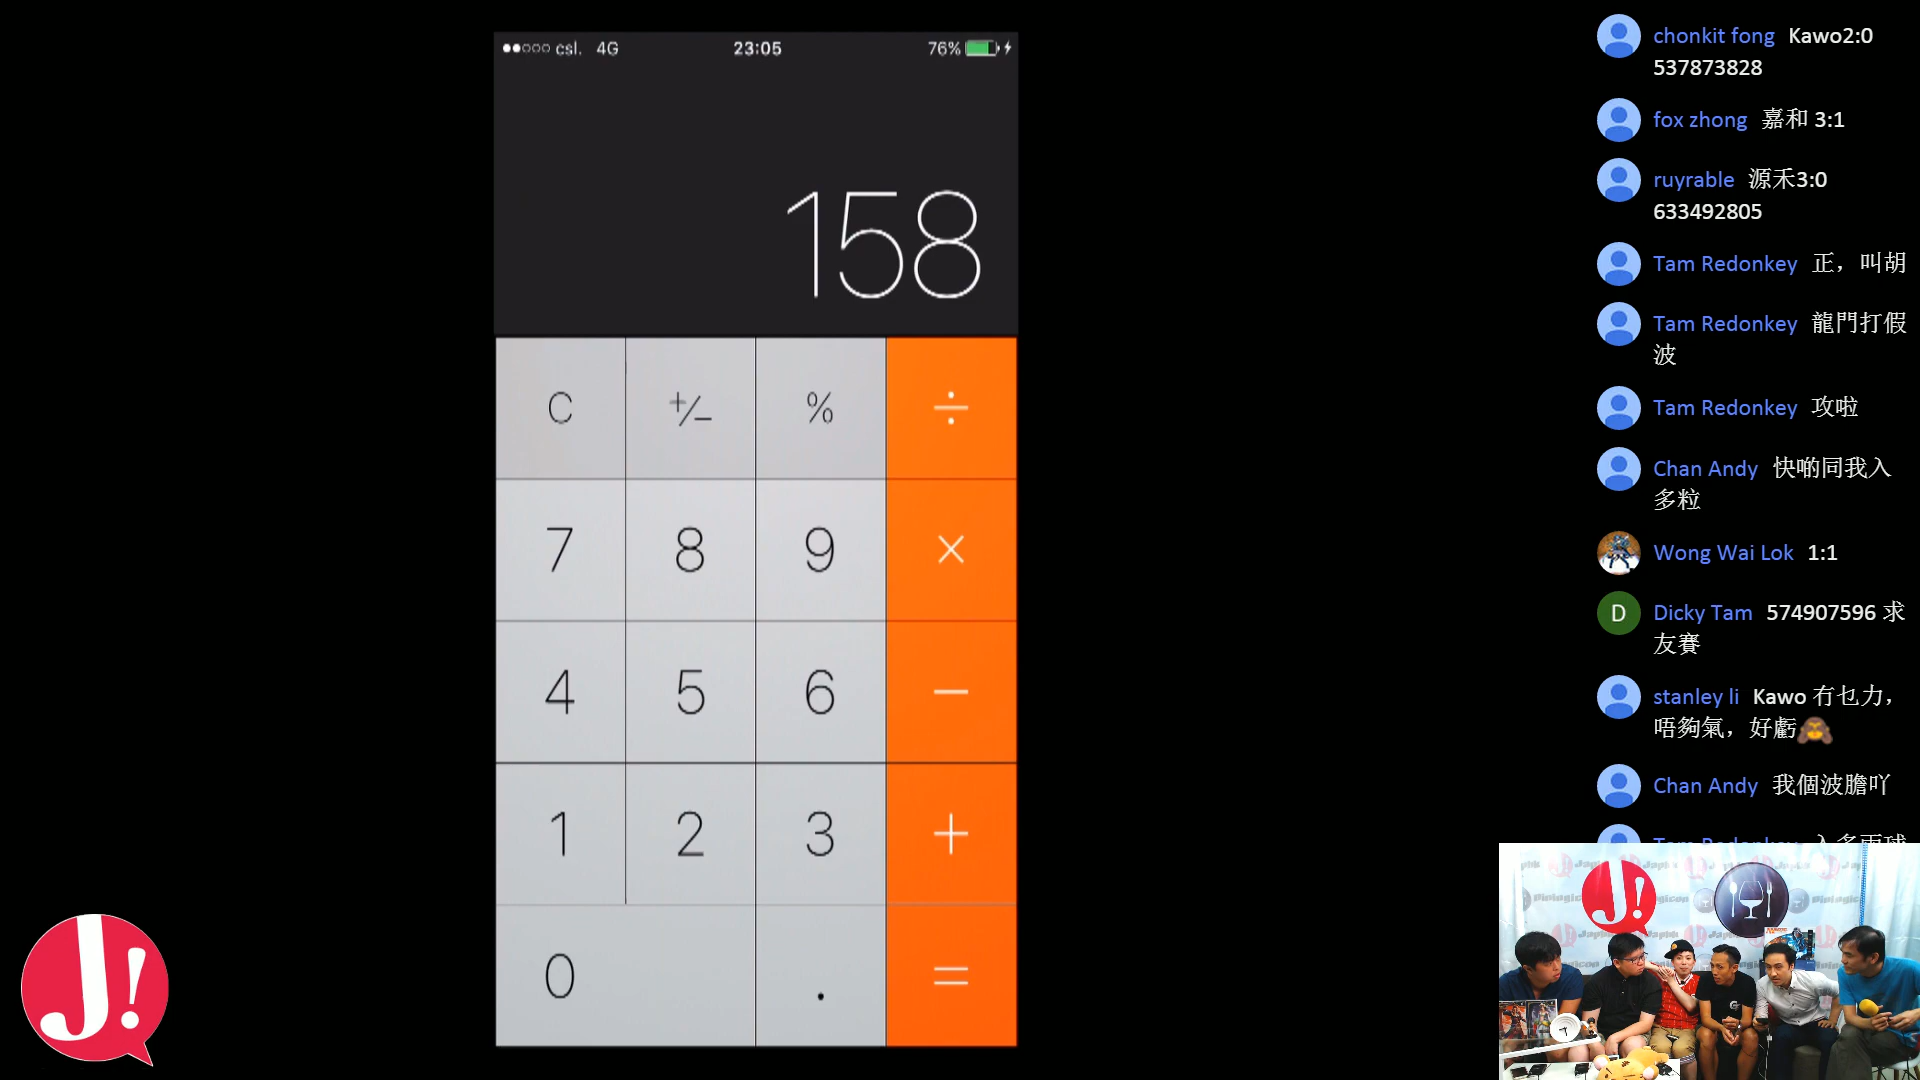 csl. 4G 23:05 76%
158
C +/− % ÷
7 8 9 ×
4 5 6 −
1 2 3 +
0 . =
chonkit fong Kawo2:0
537873828
fox zhong 嘉和 3:1
ruyrable 源禾3:0
633492805
Tam Redonkey 正，叫胡
Tam Redonkey 龍門打假
波
Tam Redonkey 攻啦
Chan Andy 快啲同我入
多粒
Wong Wai Lok 1:1
D
Dicky Tam 574907596 求
友賽
stanley li Kawo 冇乜力，
唔夠氣，好虧
Chan Andy 我個波膽吖
J!
J!